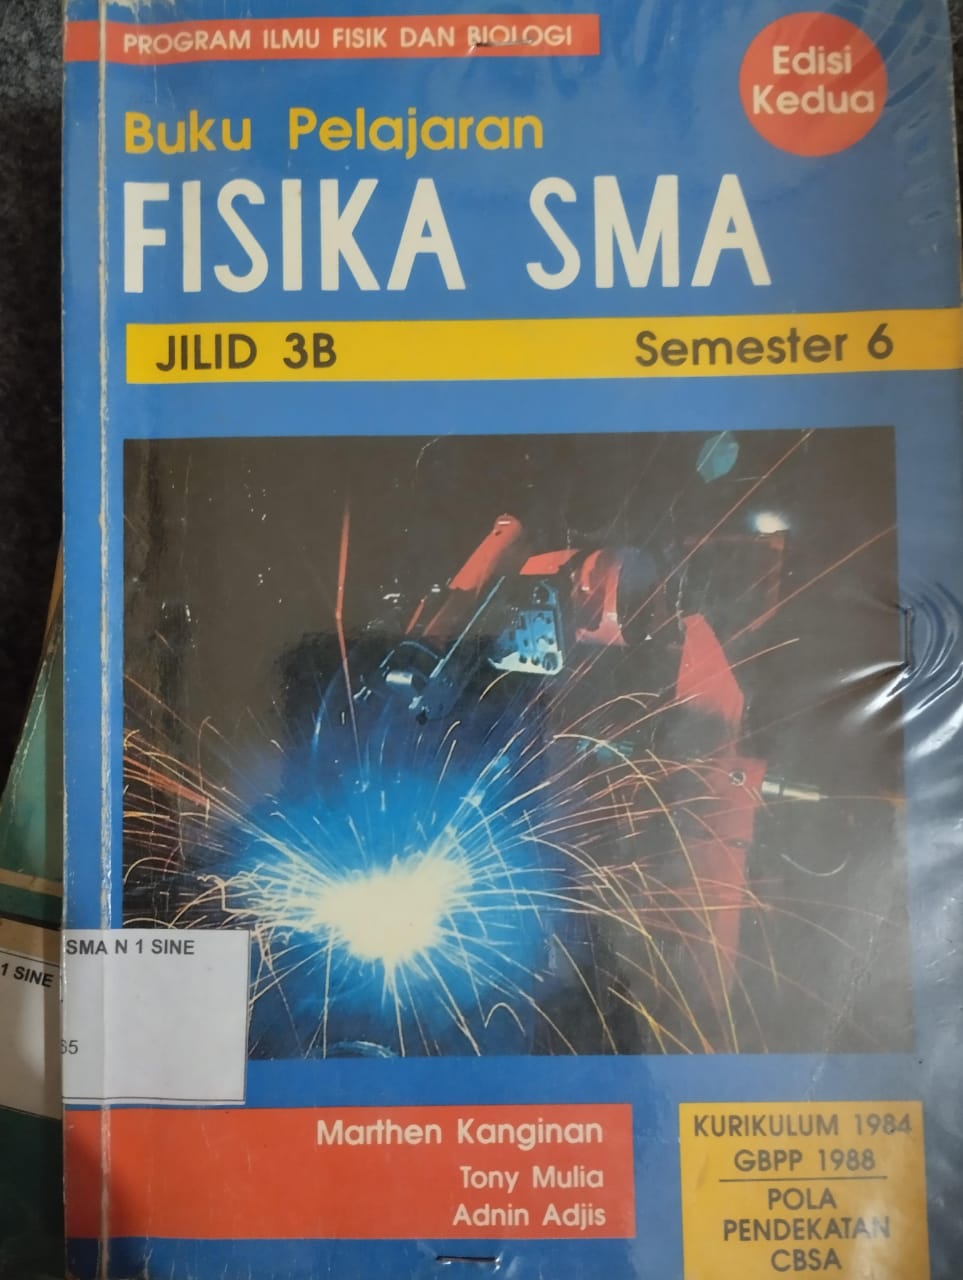 PROGRAM ILMU FISIK DAN BIOLOGI
Edisi
Kedua
Buku Pelajaran
FISIKA SMA
JILID 3B Semester 6
SMA N 1 SINE
1 SINE
65
Marthen Kanginan
Tony Mulia
Adnin Adjis
KURIKULUM 1984
GBPP 1988
POLA
PENDEKATAN
CBSA